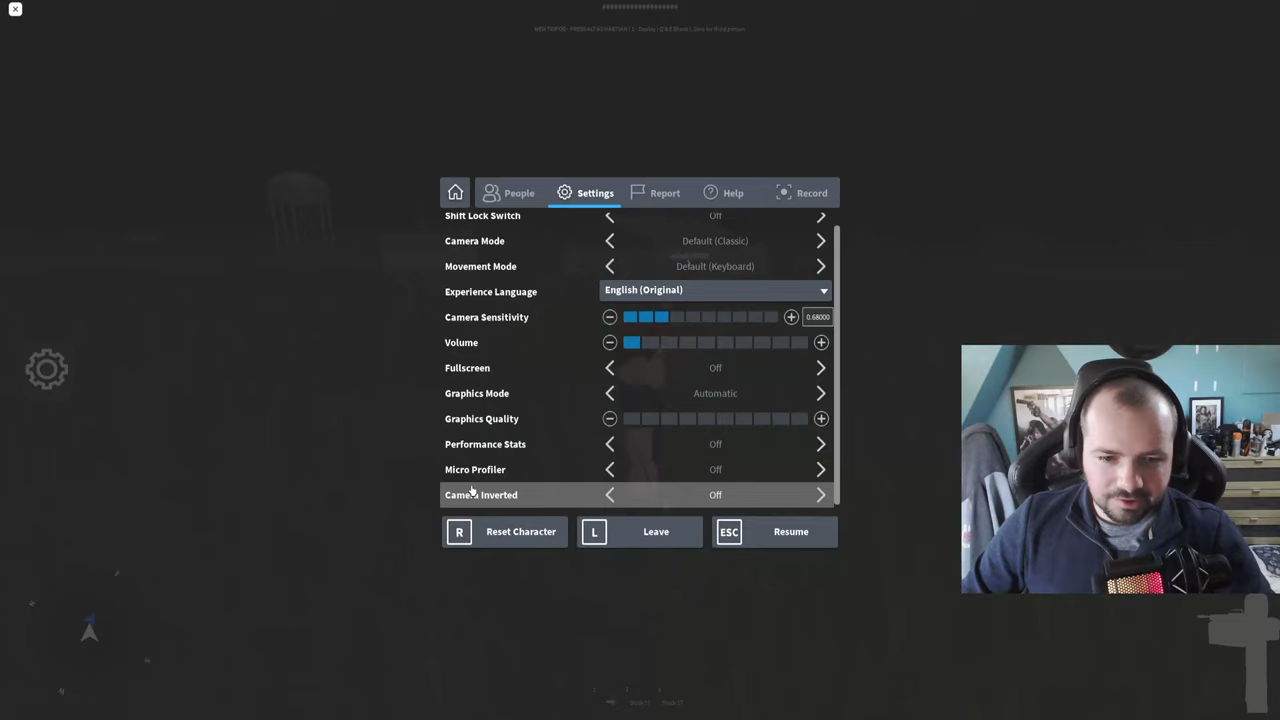 People
Settings
Report
Help
Record
Shift Lock Switch Off
Camera Mode Default (Classic)
Movement Mode Default (Keyboard)
Experience Language English (Original)
Camera Sensitivity 0.68000
Volume
Fullscreen Off
Graphics Mode Automatic
Graphics Quality
Performance Stats Off
Micro Profiler Off
Camera Inverted Off
R Reset Character
L Leave
ESC Resume